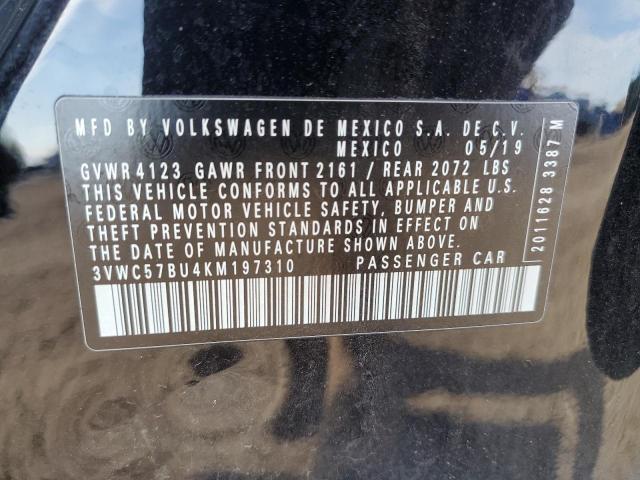 MFD BY VOLKSWAGEN DE MEXICO S.A. DE C.V.
MEXICO 05/19
GVWR 4123 GAWR FRONT 2161 / REAR 2072 LBS
THIS VEHICLE CONFORMS TO ALL APPLICABLE U.S.
FEDERAL MOTOR VEHICLE SAFETY, BUMPER AND
THEFT PREVENTION STANDARDS IN EFFECT ON
THE DATE OF MANUFACTURE SHOWN ABOVE.
3VWC57BU4KM197310 PASSENGER CAR
2011628 3387 M